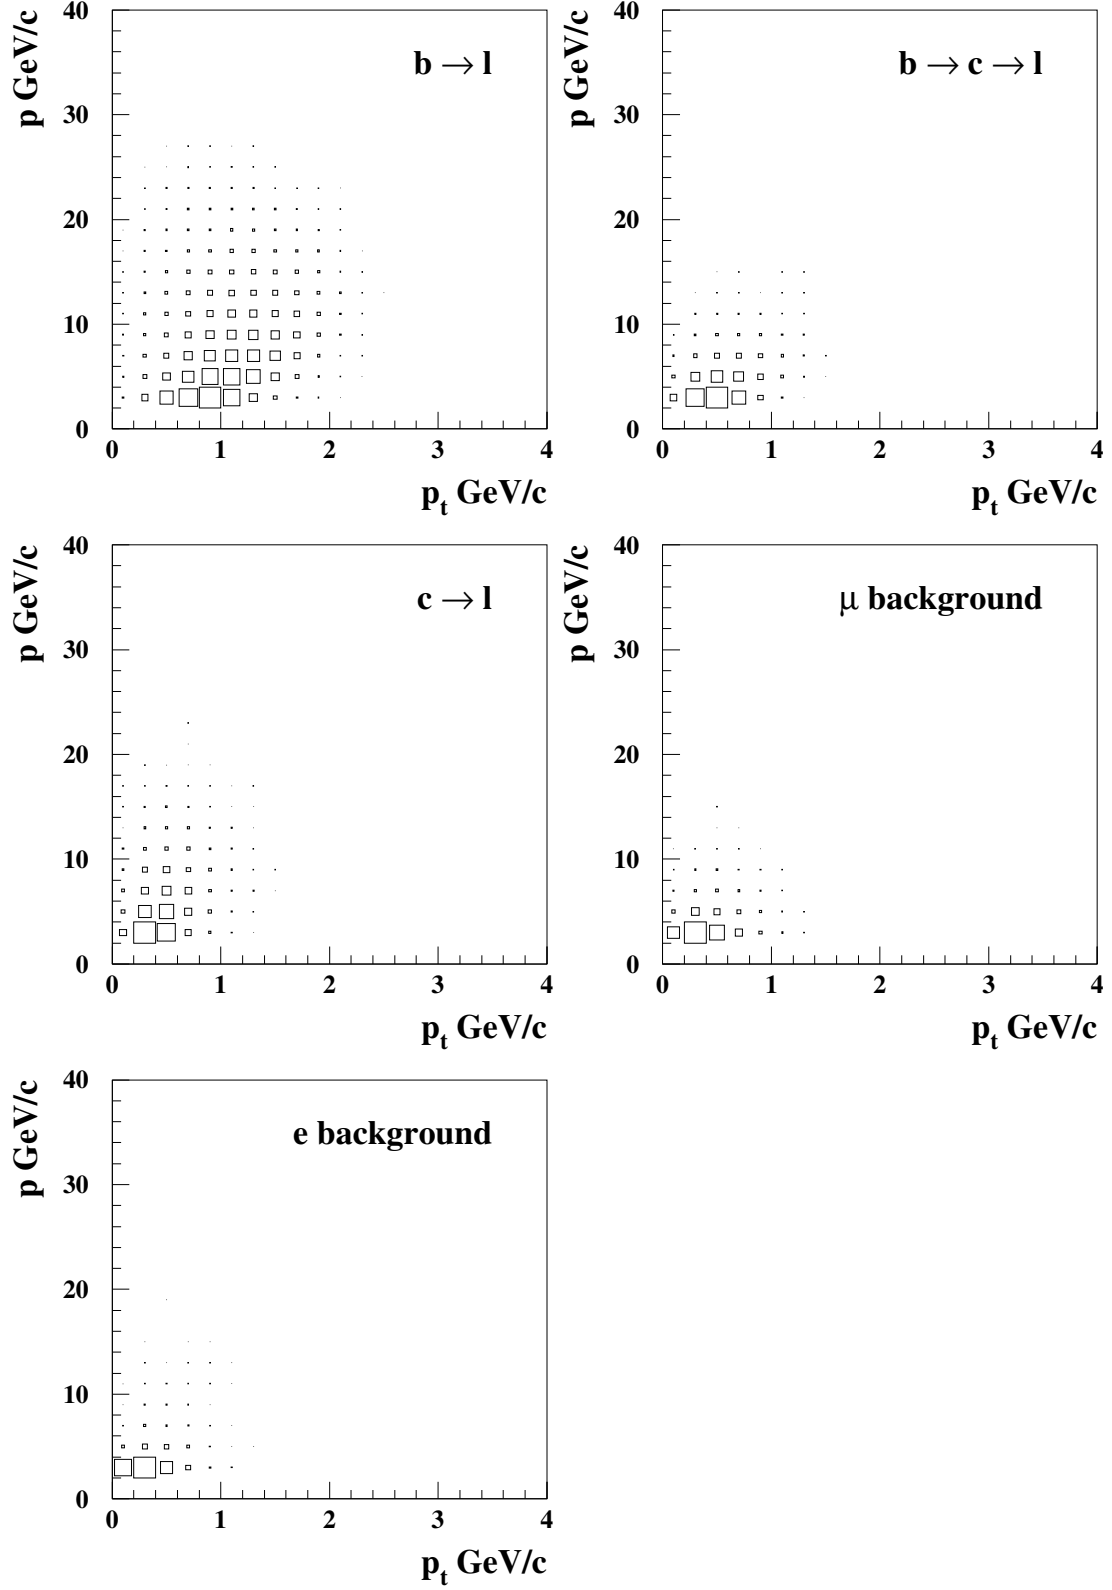 p GeV/c
40
30
20
10
0
b → l
0 1 2 3 4
p_t GeV/c
p GeV/c
40
30
20
10
0
b → c → l
0 1 2 3 4
p_t GeV/c
p GeV/c
40
30
20
10
0
c → l
0 1 2 3 4
p_t GeV/c
p GeV/c
40
30
20
10
0
μ background
0 1 2 3 4
p_t GeV/c
p GeV/c
40
30
20
10
0
e background
0 1 2 3 4
p_t GeV/c